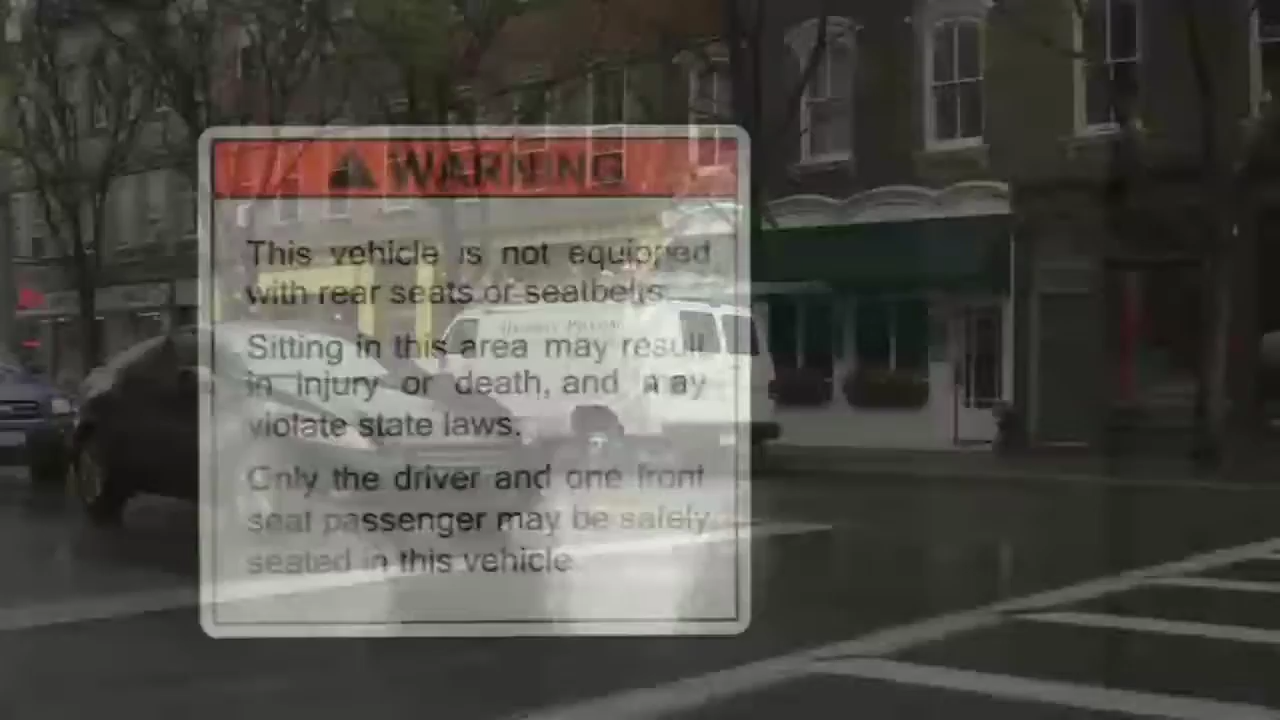 WARNING
This vehicle is not equipped
with rear seats or seatbelts.
Sitting in this area may result
in injury or death, and may
violate state laws.
Only the driver and one front
seat passenger may be safely
seated in this vehicle.